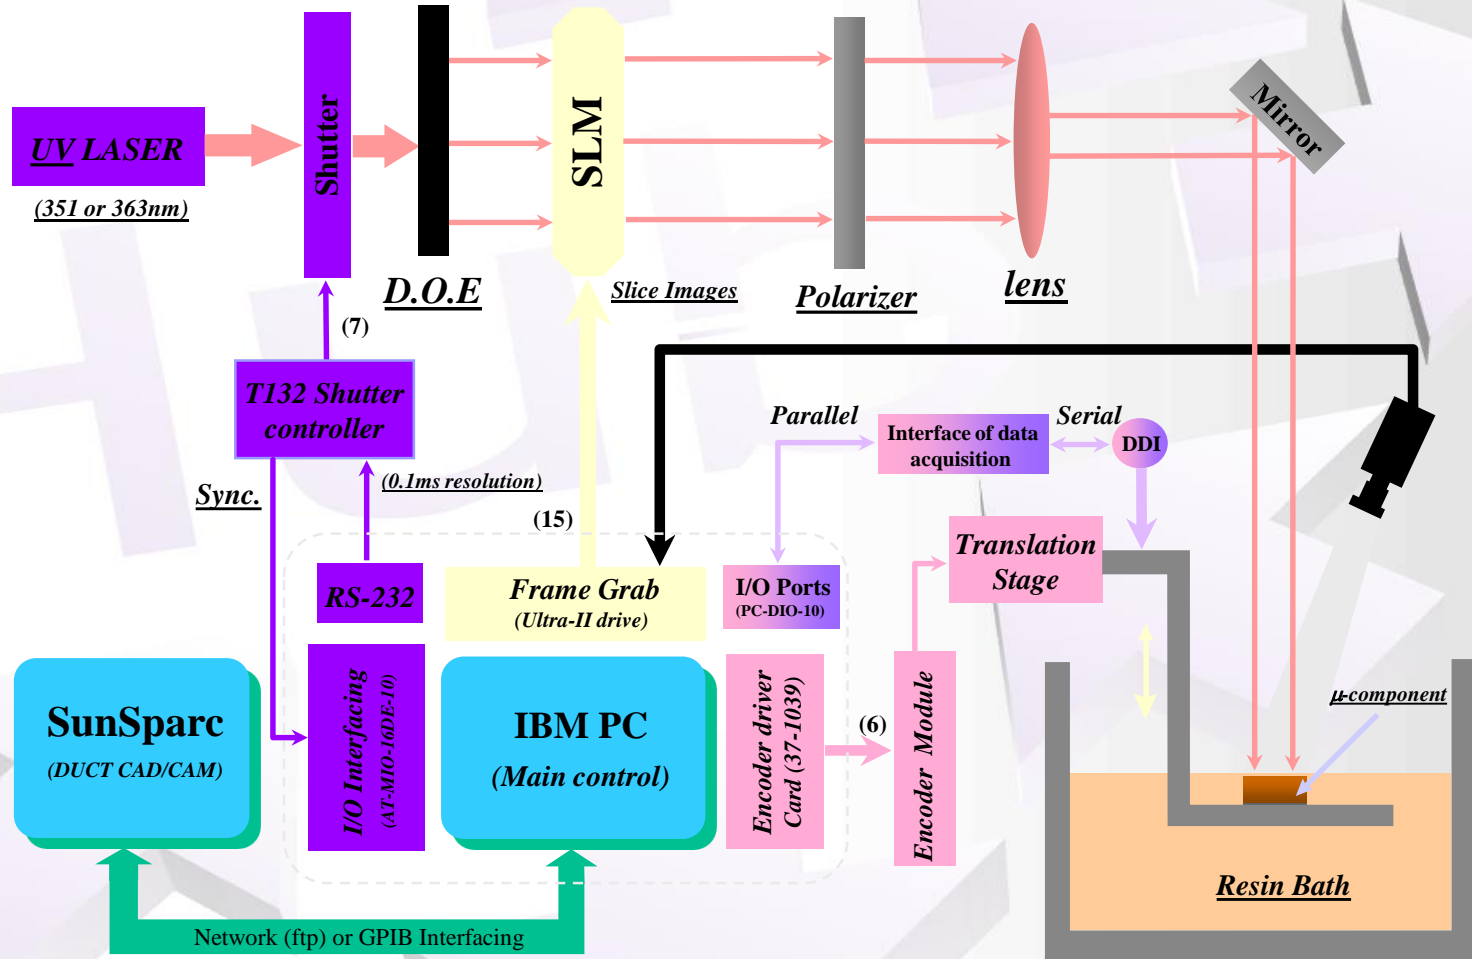 UV LASER
(351 or 363nm)
Shutter
D.O.E
SLM
Slice Images
Polarizer
lens
Mirror
(7)
T132 Shutter
controller
Sync.
(0.1ms resolution)
(15)
Parallel
Interface of data
acquisition
Serial
DDI
Translation
Stage
RS-232
Frame Grab
(Ultra-II drive)
I/O Ports
(PC-DIO-10)
SunSparc
(DUCT CAD/CAM)
I/O Interfacing
(AT-MIO-16DE-10)
IBM PC
(Main control)
Encoder driver
Card (37-1039)
(6)
Encoder Module
μ-component
Resin Bath
Network (ftp) or GPIB Interfacing